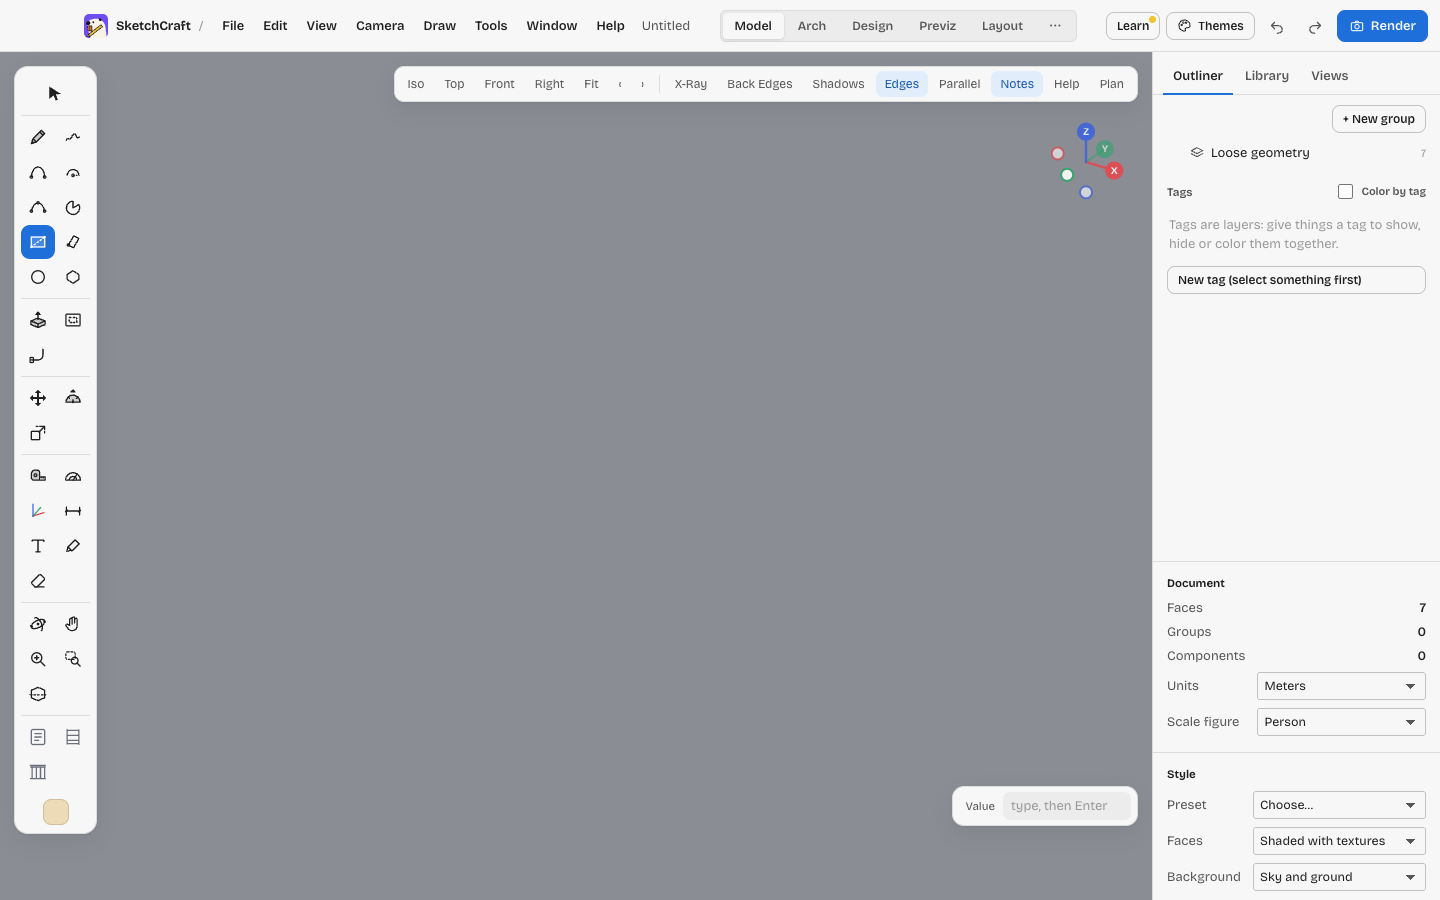 SketchCraft / File Edit View Camera Draw Tools Window Help Untitled Model Arch Design Previz Layout ··· Learn Themes Render
Iso Top Front Right Fit ‹ › X-Ray Back Edges Shadows Edges Parallel Notes Help Plan
Z
Y
X
Value type, then Enter
Outliner Library Views
+ New group
Loose geometry 7
Tags Color by tag
Tags are layers: give things a tag to show,
hide or color them together.
New tag (select something first)
Document
Faces 7
Groups 0
Components 0
Units Meters
Scale figure Person
Style
Preset Choose...
Faces Shaded with textures
Background Sky and ground